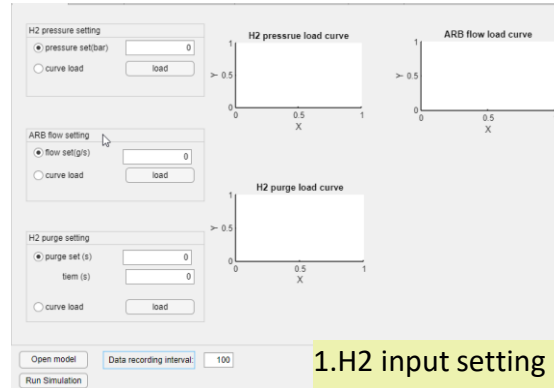 H2 pressure setting
pressure set(bar) 0
curve load load
H2 pressrue load curve
1
Y 0.5
0
0 0.5 1
X
ARB flow load curve
1
Y 0.5
0
0 0.5
X
ARB flow setting
flow set(g/s) 0
curve load load
H2 purge load curve
1
Y 0.5
0
0 0.5 1
X
H2 purge setting
purge set (s) 0
tiem (s) 0
curve load load
Open model Data recording interval: 100
Run Simulation
1.H2 input setting